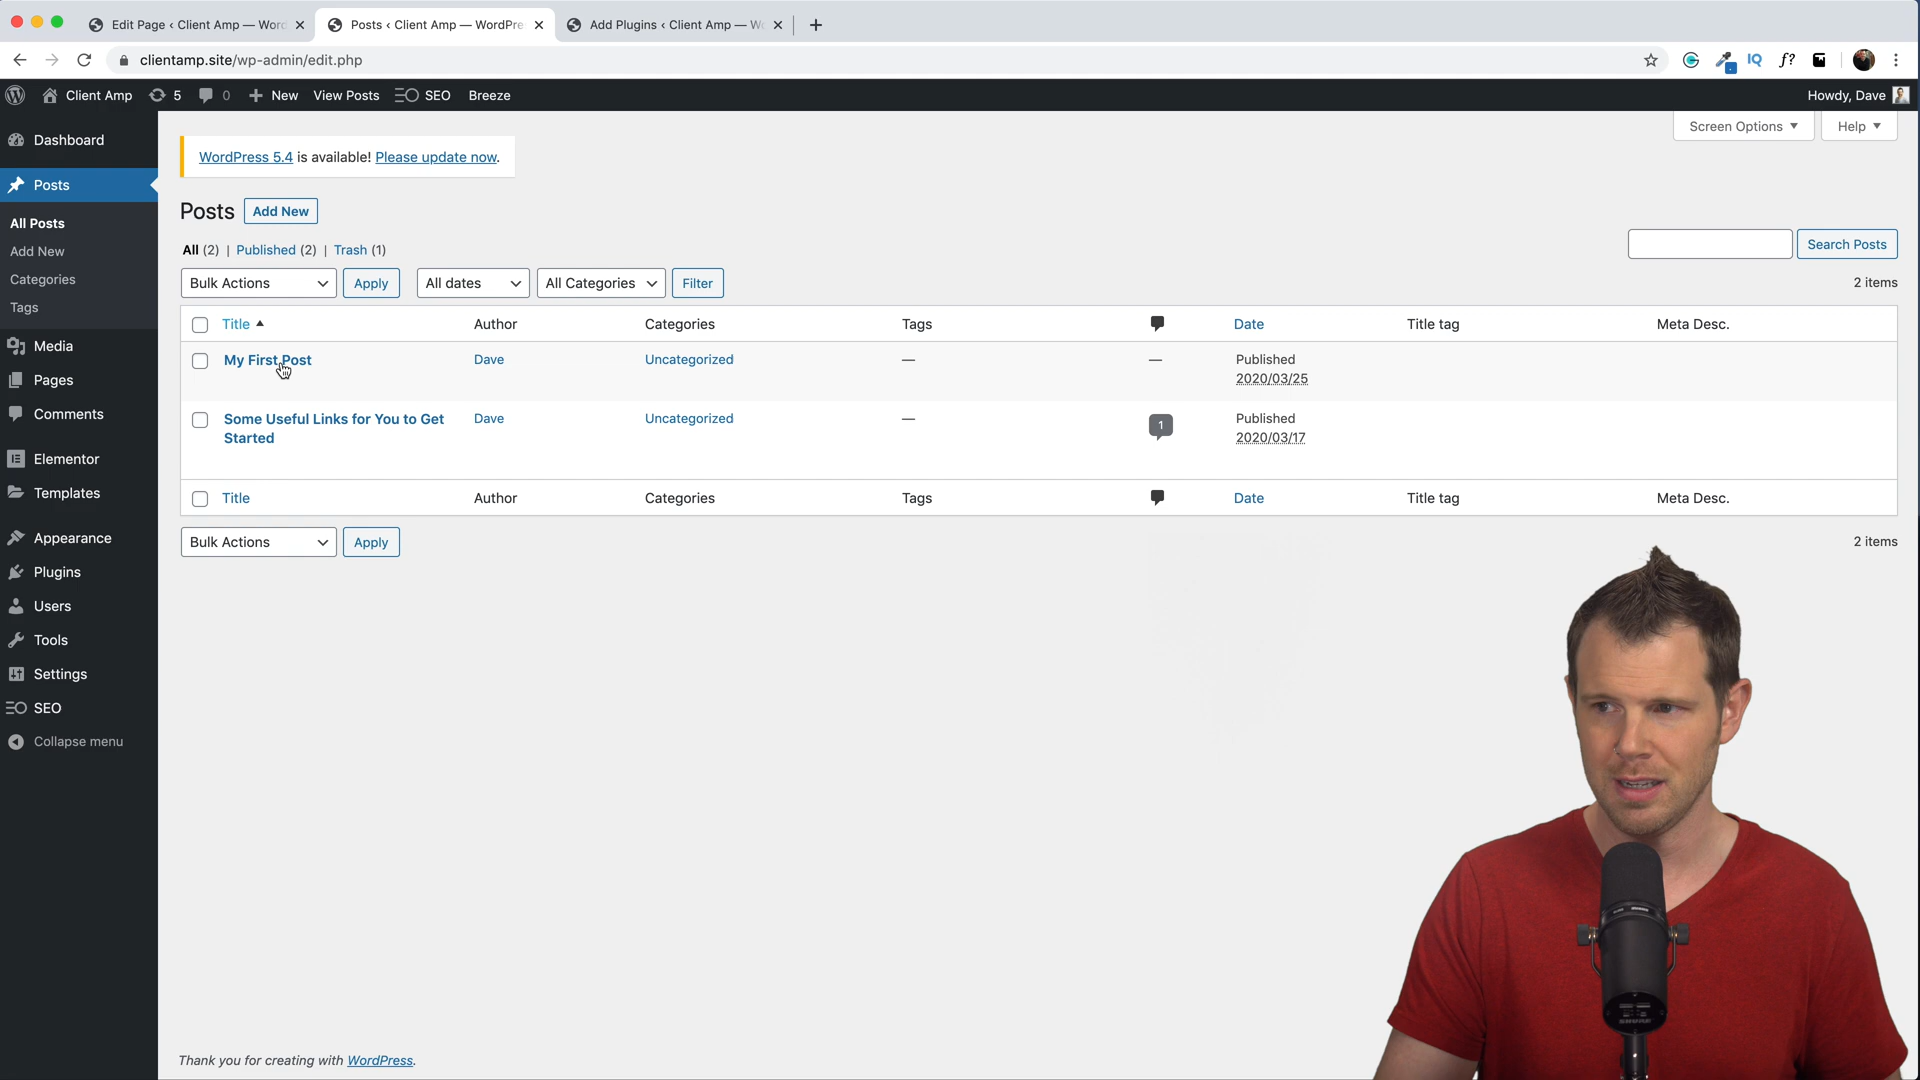 Edit Page ‹ Client Amp — Word
Posts ‹ Client Amp — WordPre
Add Plugins ‹ Client Amp — W
clientamp.site/wp-admin/edit.php
IQ
f?
Client Amp
5
0
New
View Posts
SEO
Breeze
Howdy, Dave
Dashboard
Posts
All Posts
Add New
Categories
Tags
Media
Pages
Comments
Elementor
Templates
Appearance
Plugins
Users
Tools
Settings
SEO
Collapse menu
Screen Options
Help
WordPress 5.4 is available! Please update now.
Posts
Add New
All (2) | Published (2) | Trash (1)
Search Posts
Bulk Actions
Apply
All dates
All Categories
Filter
2 items
Title Author Categories Tags Date Title tag Meta Desc.
My First Post Dave Uncategorized — — Published
2020/03/25
Some Useful Links for You to Get Dave Uncategorized — 1 Published
Started 2020/03/17
Title Author Categories Tags Date Title tag Meta Desc.
Bulk Actions
Apply
2 items
Thank you for creating with WordPress.